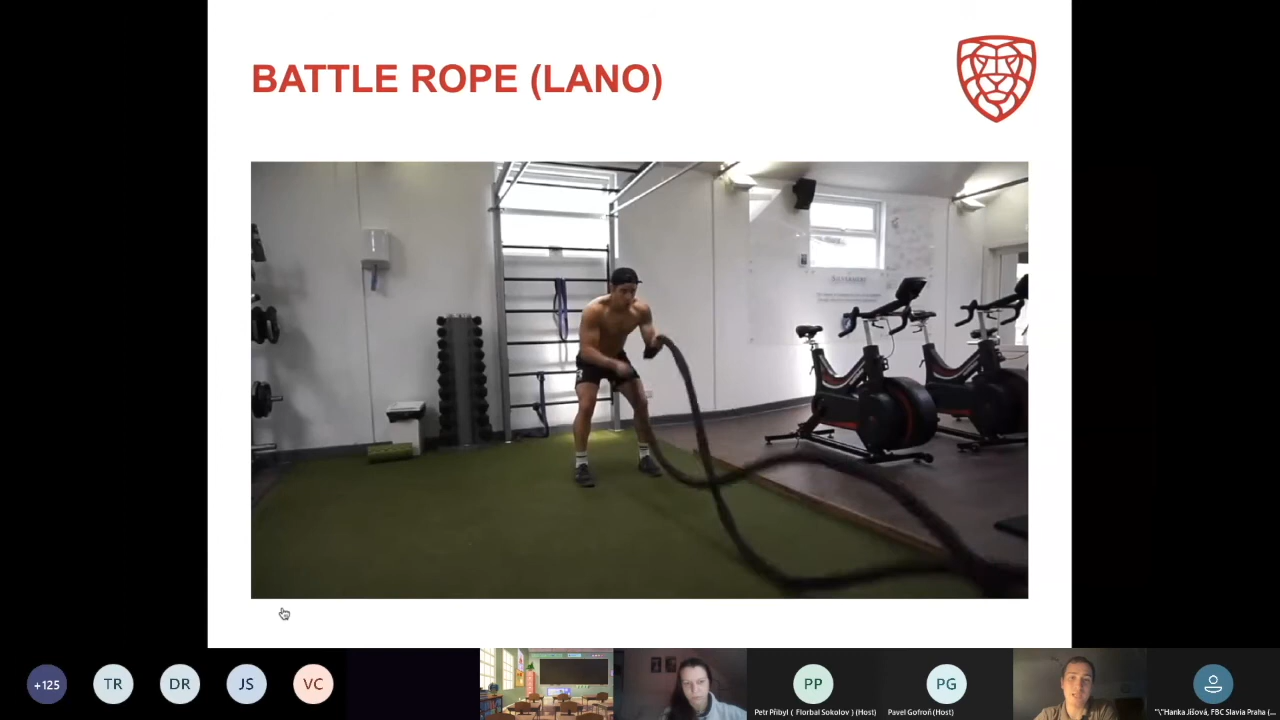 BATTLE ROPE (LANO)
+125
TR
DR
JS
VC
PP
Petr Přibyl ( Florbal Sokolov ) (Host)
PG
Pavel Gofroň (Host)
"\"Hanka Jišová, FBC Slavia Praha (...